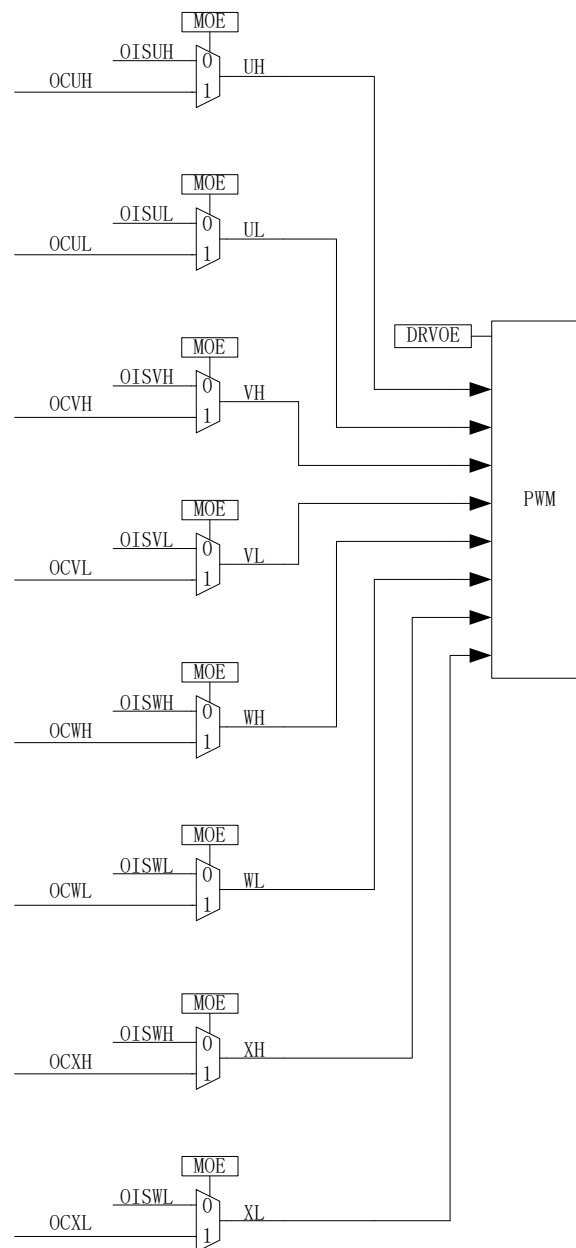 MOE
OISUH
0
OCUH
1
UH
MOE
OISUL
0
OCUL
1
UL
DRVOE
MOE
OISVH
0
OCVH
1
VH
PWM
MOE
OISVL
0
OCVL
1
VL
MOE
OISWH
0
OCWH
1
WH
MOE
OISWL
0
OCWL
1
WL
MOE
OISWH
0
OCXH
1
XH
MOE
OISWL
0
OCXL
1
XL